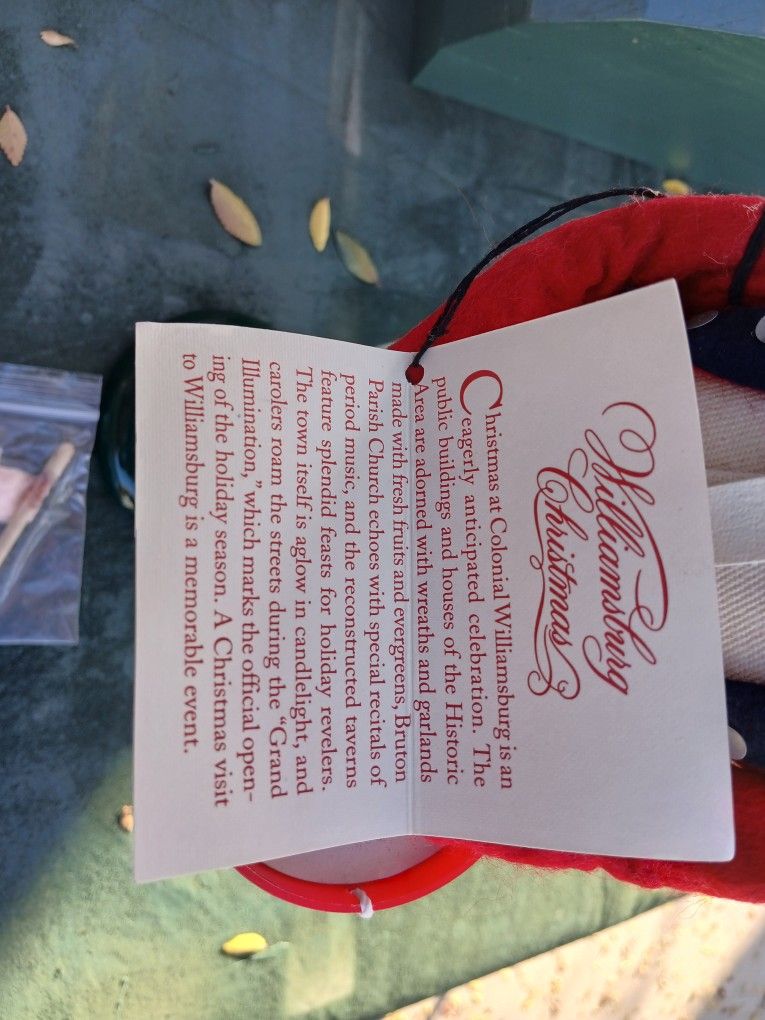 Williamsburg
Christmas
Christmas at Colonial Williamsburg is an
eagerly anticipated celebration. The
public buildings and houses of the Historic
Area are adorned with wreaths and garlands
made with fresh fruits and evergreens, Bruton
Parish Church echoes with special recitals of
period music, and the reconstructed taverns
feature splendid feasts for holiday revelers.
The town itself is aglow in candlelight, and
carolers roam the streets during the “Grand
Illumination,” which marks the official open-
ing of the holiday season. A Christmas visit
to Williamsburg is a memorable event.